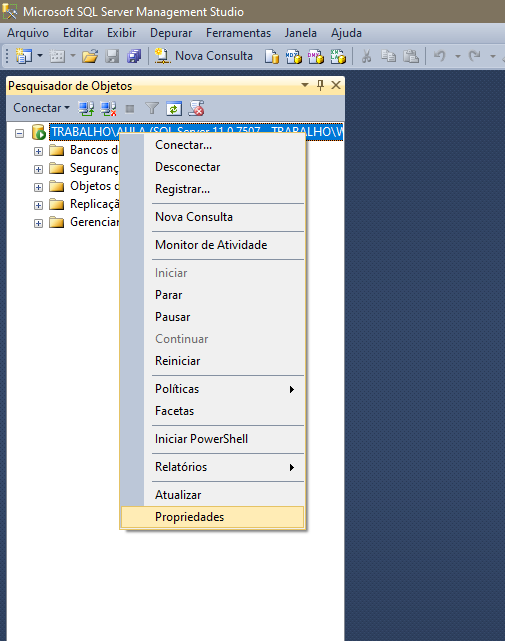 Microsoft SQL Server Management Studio
Arquivo Editar Exibir Depurar Ferramentas Janela Ajuda
Nova Consulta
Pesquisador de Objetos
Conectar
TRABALHO\AULA (SQL Server 11.0.7507 - TRABALHO\W
Bancos d
Seguranç
Objetos d
Replicaçã
Gerenciar
Conectar...
Desconectar
Registrar...
Nova Consulta
Monitor de Atividade
Iniciar
Parar
Pausar
Continuar
Reiniciar
Políticas
Facetas
Iniciar PowerShell
Relatórios
Atualizar
Propriedades